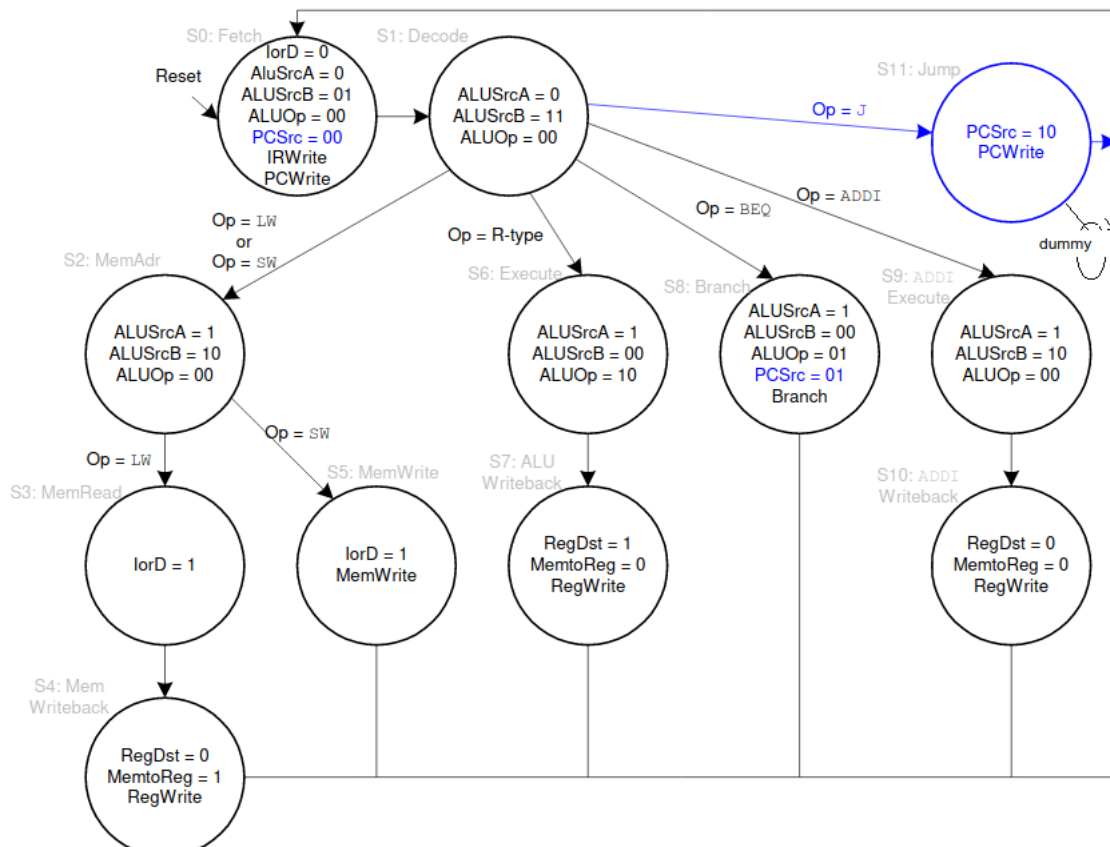 S0: Fetch
S1: Decode
S11: Jump
Reset
IorD = 0
AluSrcA = 0
ALUSrcB = 01
ALUOp = 00
PCSrc = 00
IRWrite
PCWrite
ALUSrcA = 0
ALUSrcB = 11
ALUOp = 00
Op = J
PCSrc = 10
PCWrite
dummy
Op = LW
or
Op = SW
Op = R-type
Op = BEQ
Op = ADDI
S2: MemAdr
S6: Execute
S8: Branch
S9: ADDI
Execute
ALUSrcA = 1
ALUSrcB = 10
ALUOp = 00
ALUSrcA = 1
ALUSrcB = 00
ALUOp = 10
ALUSrcA = 1
ALUSrcB = 00
ALUOp = 01
PCSrc = 01
Branch
ALUSrcA = 1
ALUSrcB = 10
ALUOp = 00
Op = LW
Op = SW
S3: MemRead
S5: MemWrite
S7: ALU
Writeback
S10: ADDI
Writeback
IorD = 1
IorD = 1
MemWrite
RegDst = 1
MemtoReg = 0
RegWrite
RegDst = 0
MemtoReg = 0
RegWrite
S4: Mem
Writeback
RegDst = 0
MemtoReg = 1
RegWrite